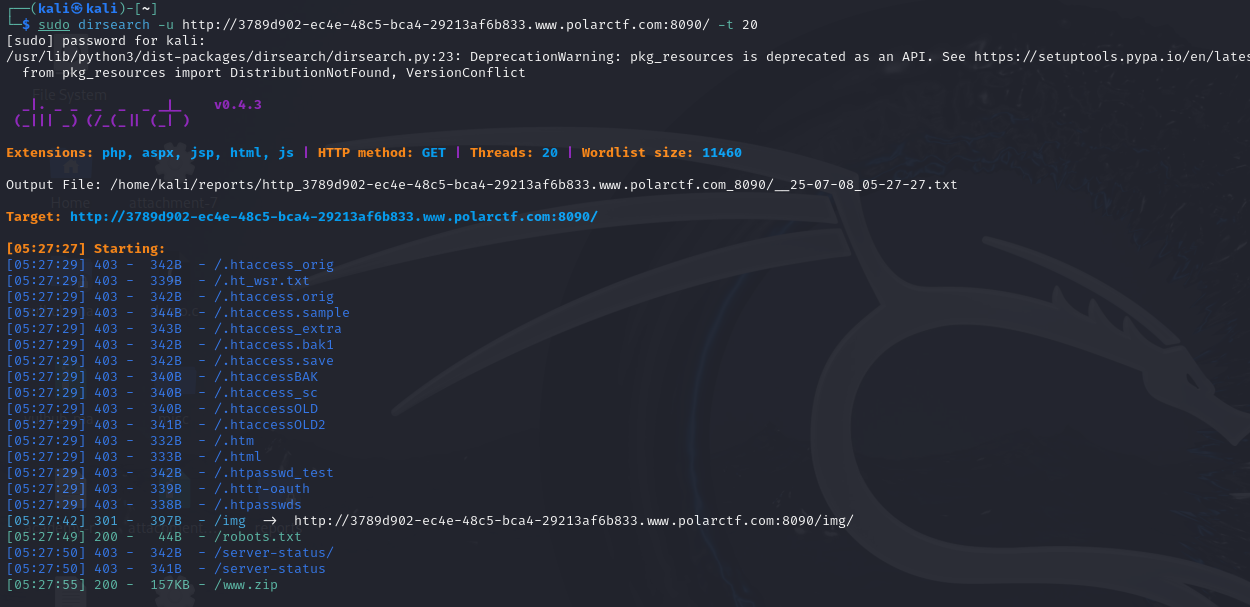 ┌──(kali㉿kali)-[~]
└─$ sudo dirsearch -u http://3789d902-ec4e-48c5-bca4-29213af6b833.www.polarctf.com:8090/ -t 20
[sudo] password for kali:
/usr/lib/python3/dist-packages/dirsearch/dirsearch.py:23: DeprecationWarning: pkg_resources is deprecated as an API. See https://setuptools.pypa.io/en/lates
  from pkg_resources import DistributionNotFound, VersionConflict
File System
  _|. _ _  _  _  _ _|_    v0.4.3
 (_||| _) (/_(_|| (_| )
Extensions: php, aspx, jsp, html, js | HTTP method: GET | Threads: 20 | Wordlist size: 11460
Output File: /home/kali/reports/http_3789d902-ec4e-48c5-bca4-29213af6b833.www.polarctf.com_8090/__25-07-08_05-27-27.txt
Home attachment-7
Target: http://3789d902-ec4e-48c5-bca4-29213af6b833.www.polarctf.com:8090/
[05:27:27] Starting:
[05:27:29] 403 -  342B  - /.htaccess_orig
[05:27:29] 403 -  339B  - /.ht_wsr.txt
[05:27:29] 403 -  342B  - /.htaccess.orig
[05:27:29] 403 -  344B  - /.htaccess.sample
[05:27:29] 403 -  343B  - /.htaccess_extra
[05:27:29] 403 -  342B  - /.htaccess.bak1
[05:27:29] 403 -  342B  - /.htaccess.save
[05:27:29] 403 -  340B  - /.htaccessBAK
[05:27:29] 403 -  340B  - /.htaccess_sc
[05:27:29] 403 -  340B  - /.htaccessOLD
[05:27:29] 403 -  341B  - /.htaccessOLD2
[05:27:29] 403 -  332B  - /.htm
[05:27:29] 403 -  333B  - /.html
[05:27:29] 403 -  342B  - /.htpasswd_test
[05:27:29] 403 -  339B  - /.httr-oauth
[05:27:29] 403 -  338B  - /.htpasswds
[05:27:42] 301 -  397B  - /img  ->  http://3789d902-ec4e-48c5-bca4-29213af6b833.www.polarctf.com:8090/img/
[05:27:49] 200 -   44B  - /robots.txt
[05:27:50] 403 -  342B  - /server-status/
[05:27:50] 403 -  341B  - /server-status
[05:27:55] 200 -  157KB - /www.zip